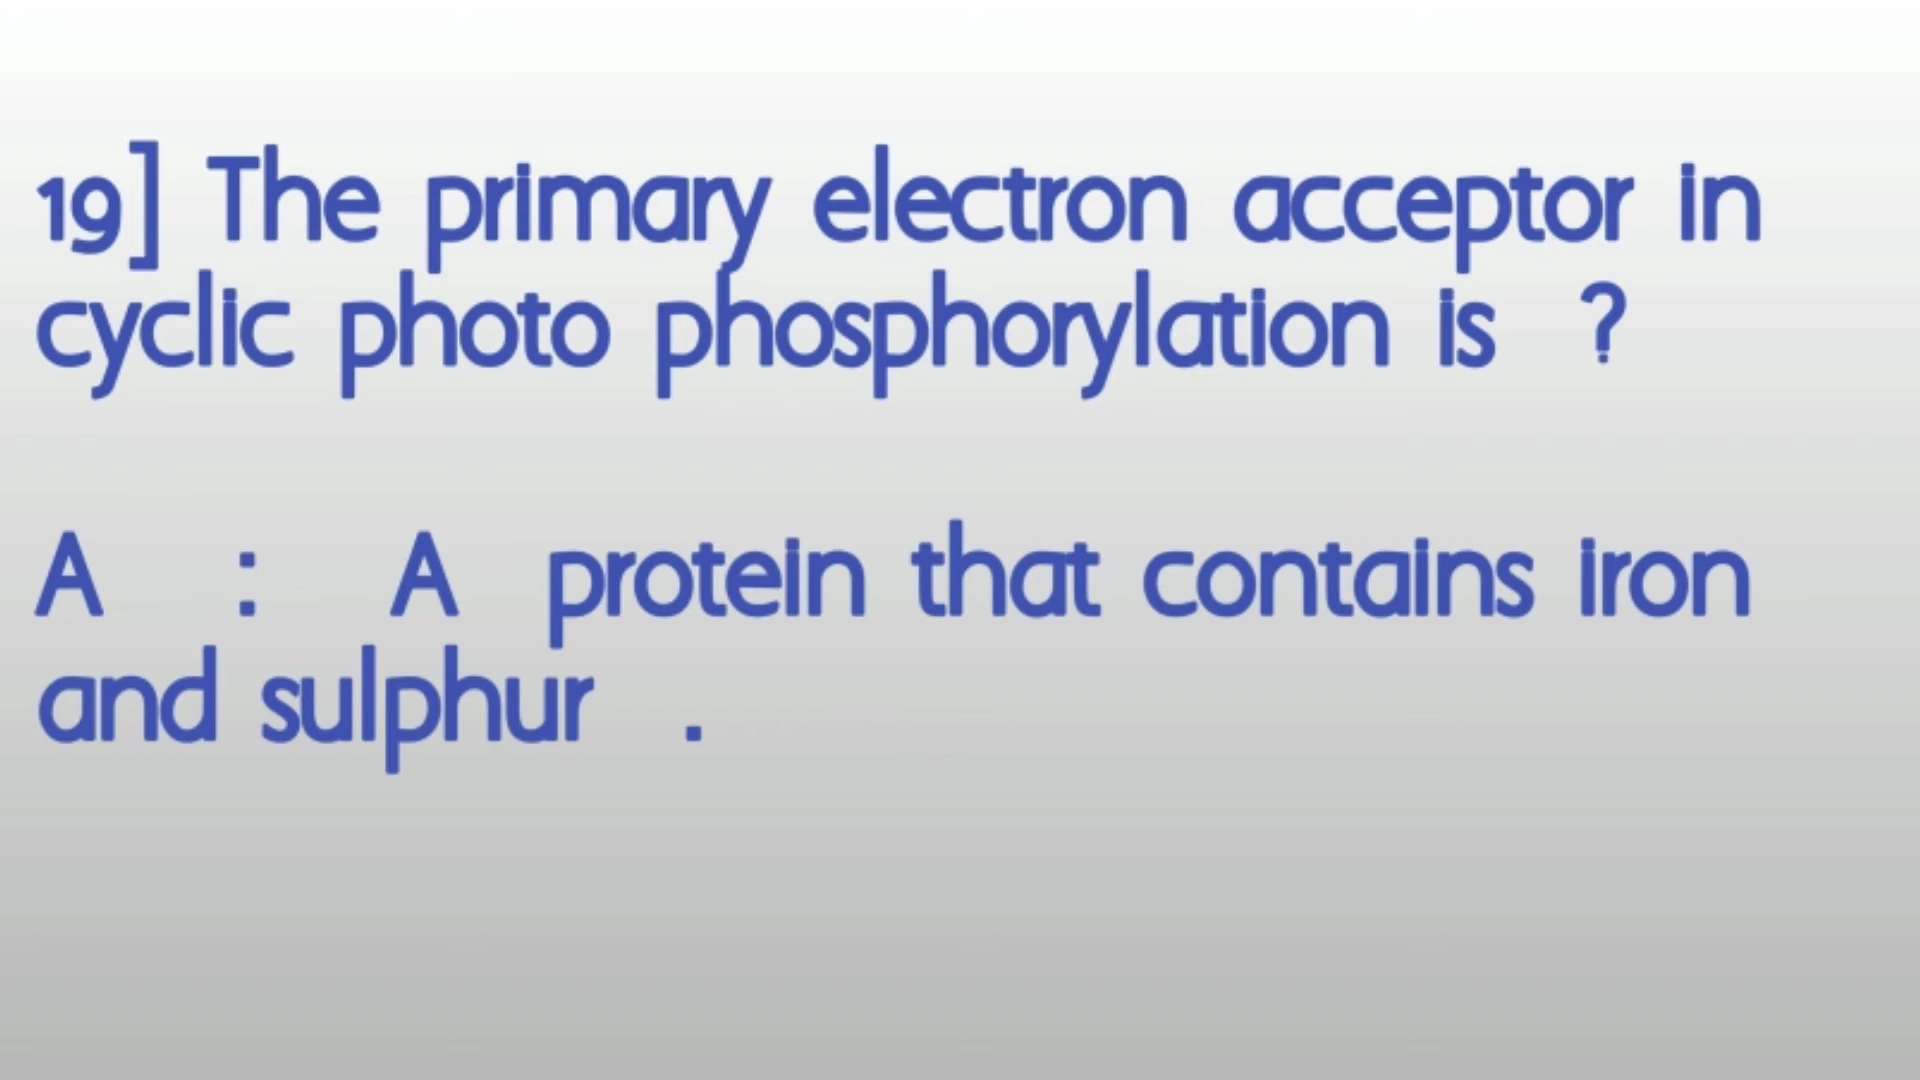 19] The primary electron acceptor in
cyclic photo phosphorylation is ?
A : A protein that contains iron
and sulphur .